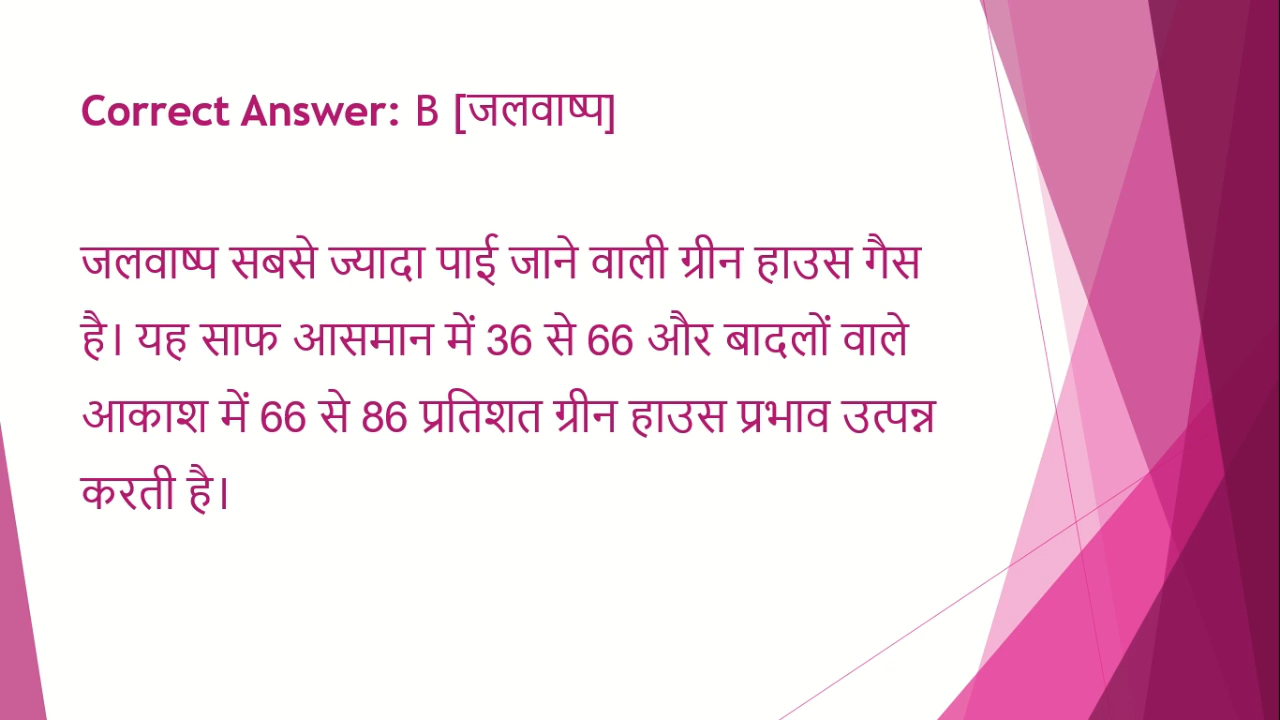 Correct Answer: B [जलवाष्प]
जलवाष्प सबसे ज्यादा पाई जाने वाली ग्रीन हाउस गैस
है। यह साफ आसमान में 36 से 66 और बादलों वाले
आकाश में 66 से 86 प्रतिशत ग्रीन हाउस प्रभाव उत्पन्न
करती है।